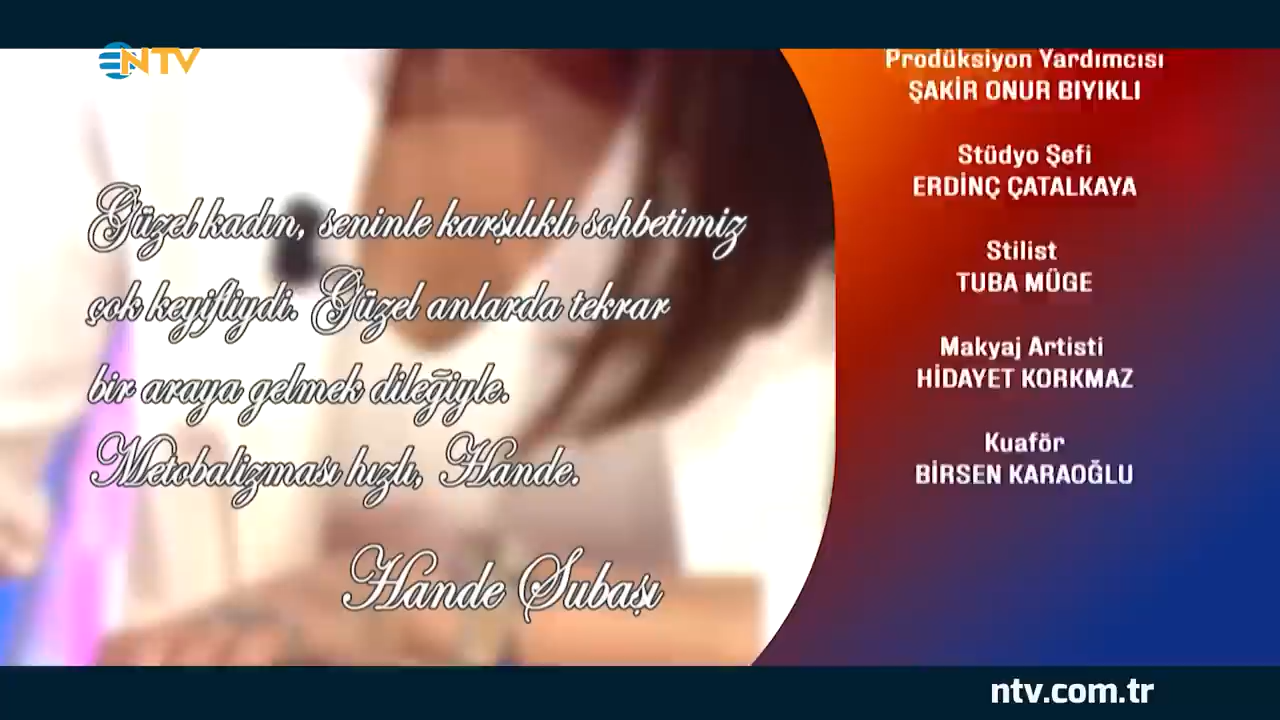 NTV
Güzel kadın, seninle karşılıklı sohbetimiz
çok keyifliydi. Güzel anlarda tekrar
bir araya gelmek dileğiyle.
Metobalizması hızlı, Hande.
Hande Subaşı
Prodüksiyon Yardımcısı
ŞAKİR ONUR BIYIKLI
Stüdyo Şefi
ERDİNÇ ÇATALKAYA
Stilist
TUBA MÜGE
Makyaj Artisti
HİDAYET KORKMAZ
Kuaför
BİRSEN KARAOĞLU
ntv.com.tr